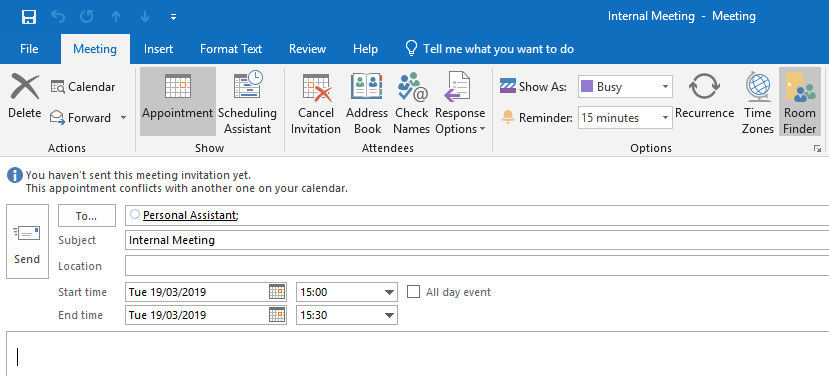 Internal Meeting - Meeting
File Meeting Insert Format Text Review Help Tell me what you want to do
Delete
Calendar
Forward
Actions
Appointment
Scheduling
Assistant
Show
Cancel
Invitation
Address
Book
Check
Names
Response
Options
Attendees
Show As: Busy
Reminder: 15 minutes
Recurrence
Time
Zones
Room
Finder
Options
You haven't sent this meeting invitation yet.
This appointment conflicts with another one on your calendar.
Send
To... Personal Assistant;
Subject Internal Meeting
Location
Start time Tue 19/03/2019 15:00 All day event
End time Tue 19/03/2019 15:30